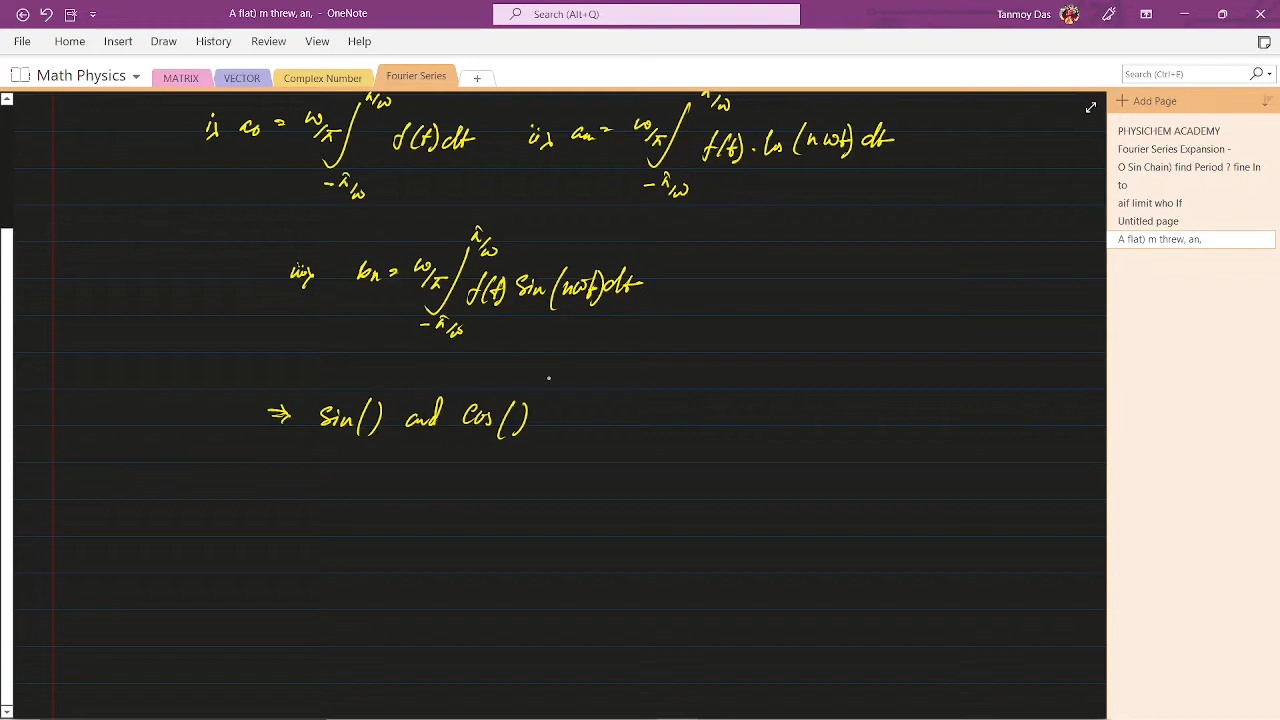 A flat) m threw, an, - OneNote
Search (Alt+Q)
Tanmoy Das
File Home Insert Draw History Review View Help
Math Physics
MATRIX VECTOR Complex Number Fourier Series +
Search (Ctrl+E)
Add Page
PHYSICHEM ACADEMY
Fourier Series Expansion -
O Sin Chain) find Period ? fine In
to
aif limit who If
Untitled page
A flat) m threw, an,
i> a₀ = ω/π ∫ f(t)dt ii> aₙ = ω/π ∫ f(t) . Cos (nωt) dt
-π/ω π/ω -π/ω π/ω
iii> bₙ = ω/π ∫ f(t) Sin (nωt)dt
-π/ω π/ω
⇒ Sin() and Cos()